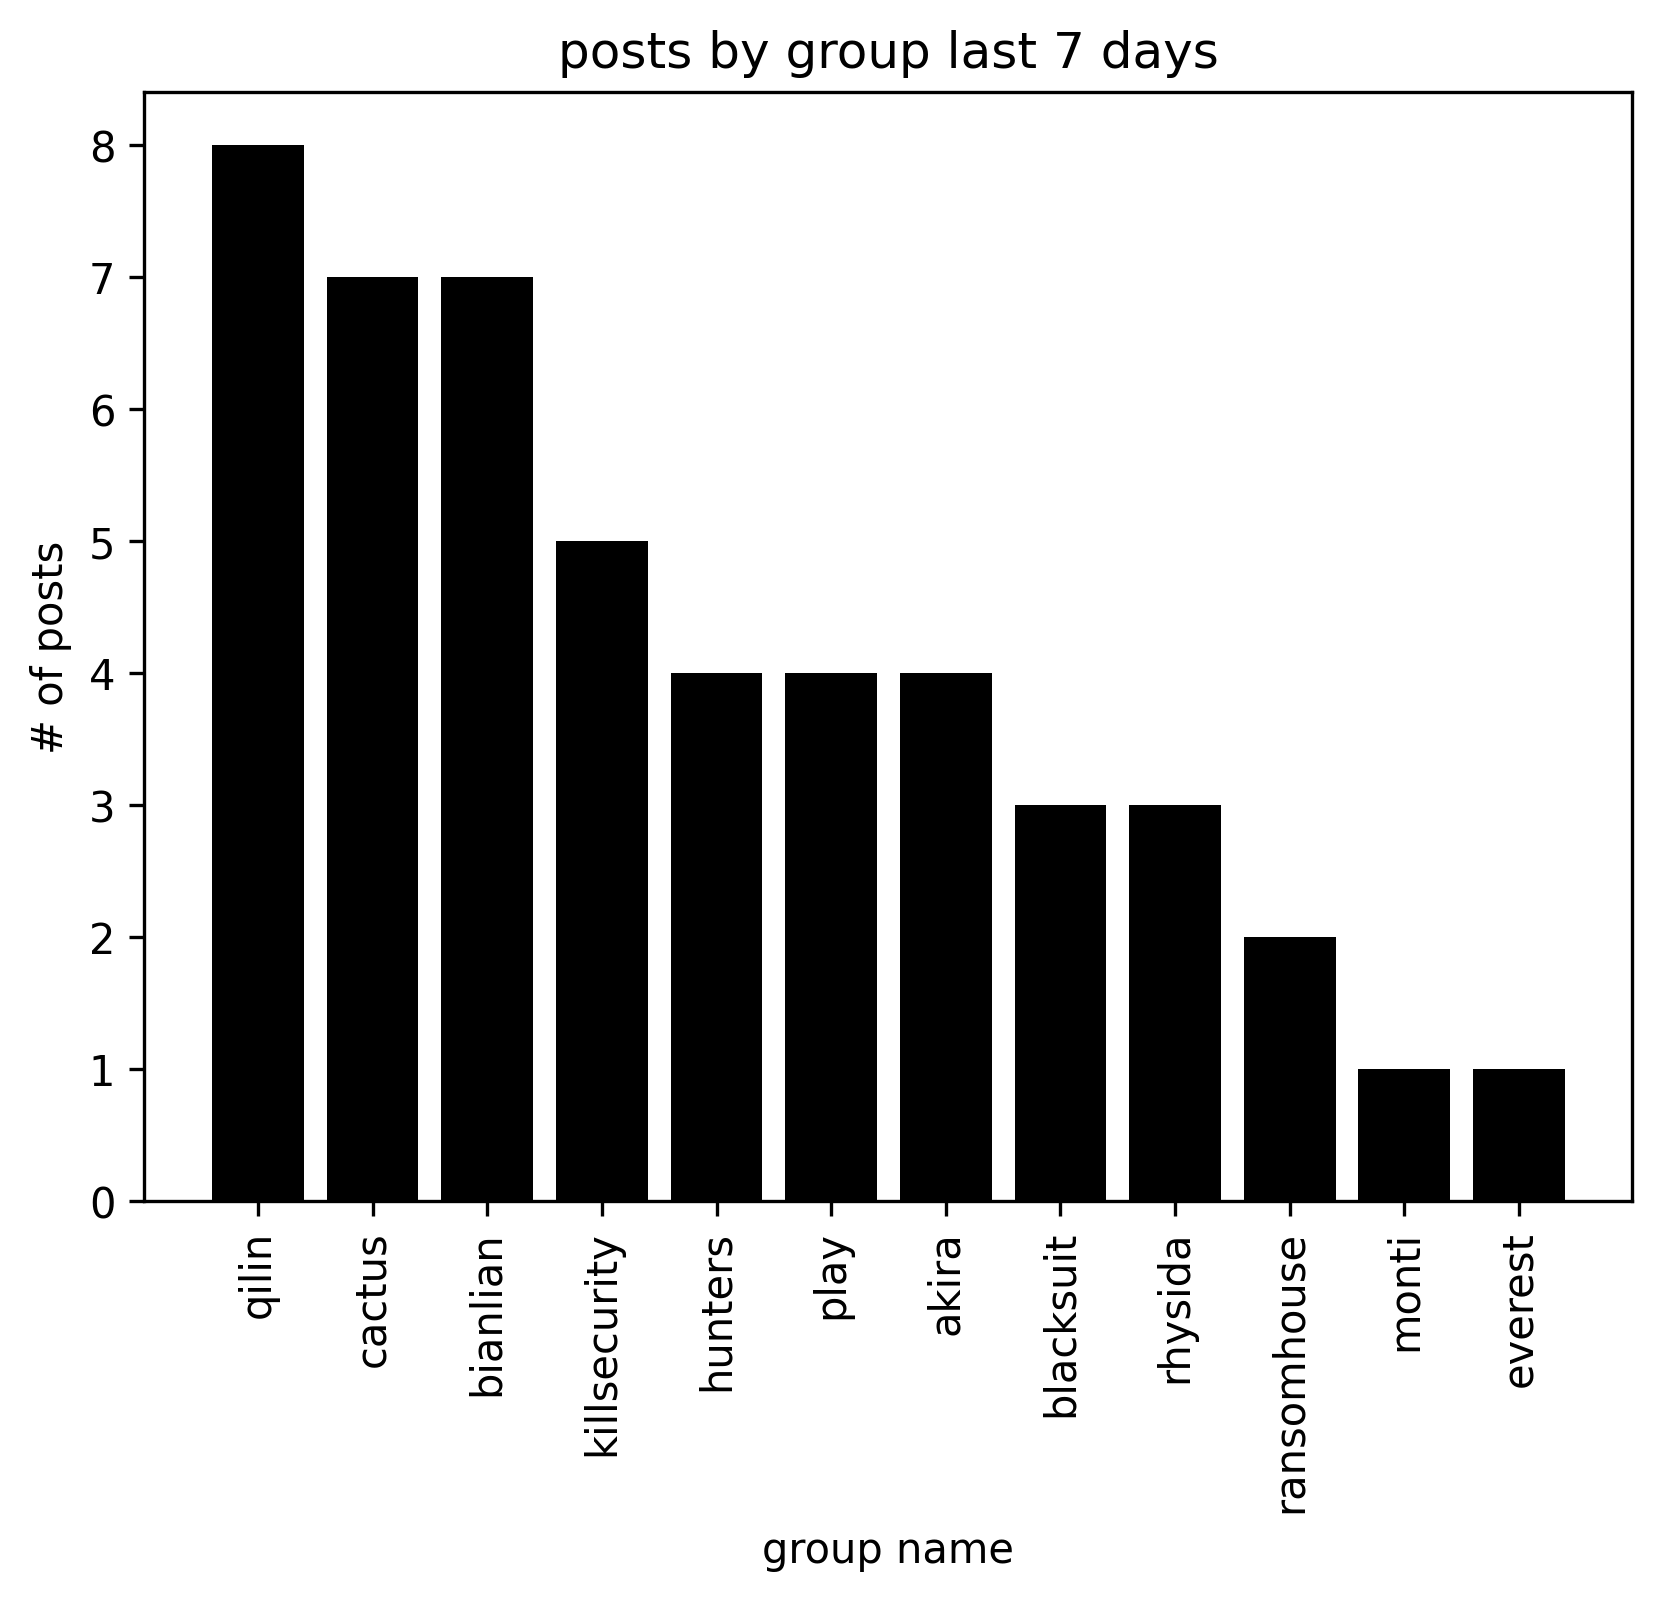 posts by group last 7 days
8
7
6
5
4
3
2
1
0
# of posts
qilin
cactus
bianlian
killsecurity
hunters
play
akira
blacksuit
rhysida
ransomhouse
monti
everest
group name